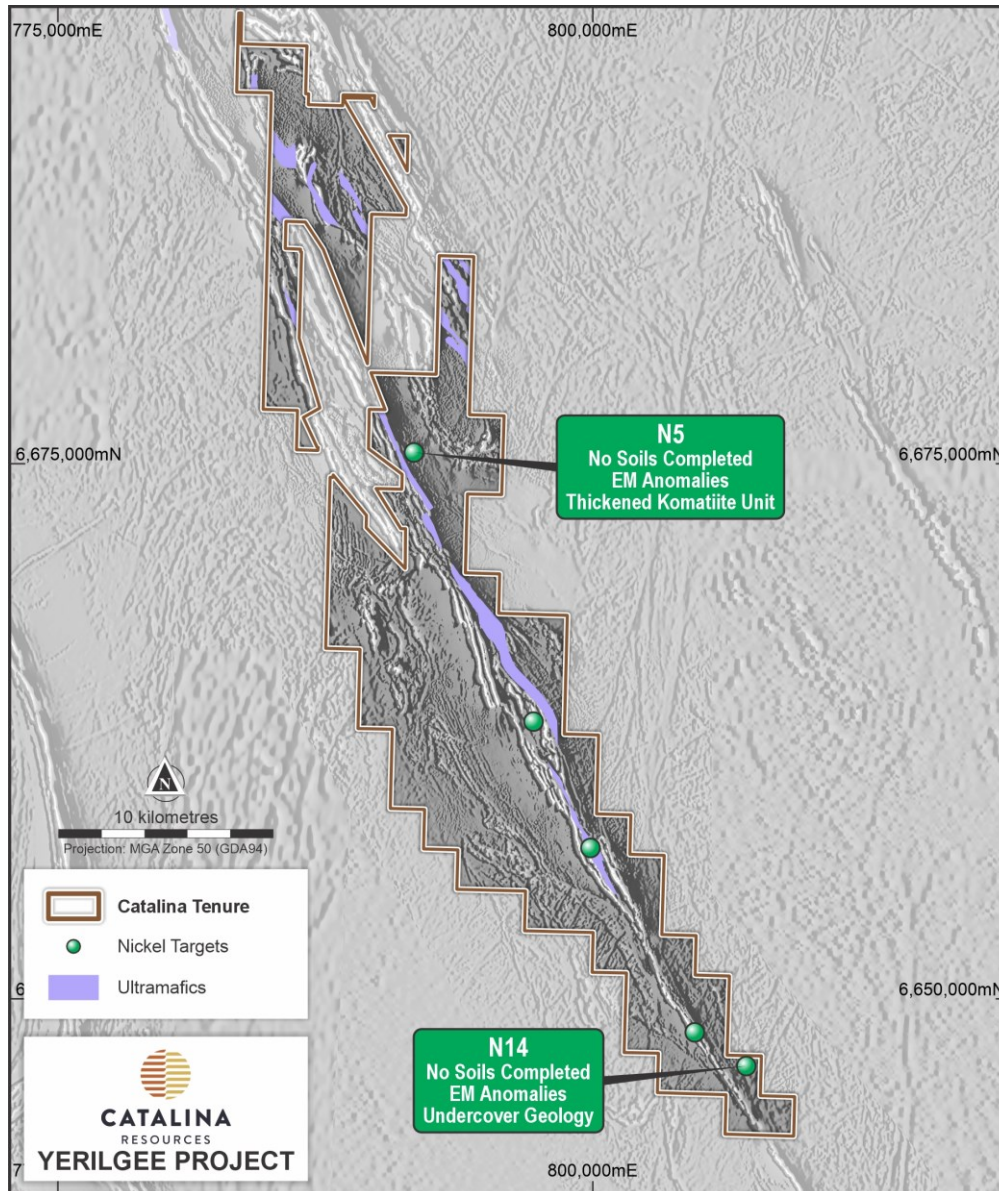 775,000mE
800,000mE
N5
No Soils Completed
EM Anomalies
Thickened Komatiite Unit
6,675,000mN
6,675,000mN
N
10 kilometres
Projection: MGA Zone 50 (GDA94)
Catalina Tenure
Nickel Targets
Ultramafics
6,650,000mN
N14
No Soils Completed
EM Anomalies
Undercover Geology
CATALINA
RESOURCES
YERILGEE PROJECT
800,000mE